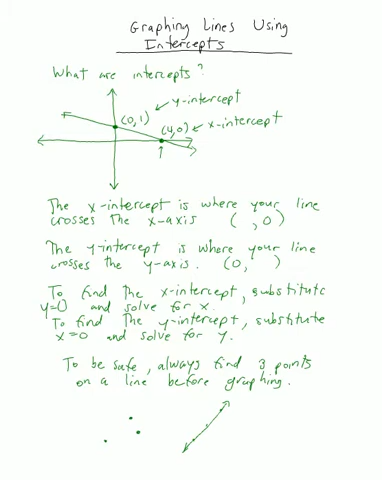 Graphing Lines Using
Intercepts
What are intercepts?
y-intercept
(0,1)
(4,0)
x-intercept
The x-intercept is where your line
crosses the x-axis ( ,0)
The y-intercept is where your line
crosses the y-axis. (0, )
To find the x-intercept, substitute
y=0 and solve for x.
To find the y-intercept, substitute
x=0 and solve for y.
To be safe, always find 3 points
on a line before graphing.